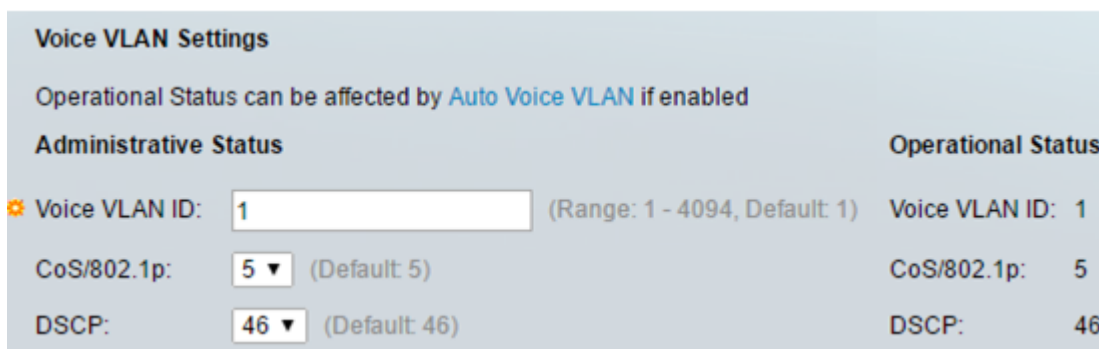 Voice VLAN Settings
Operational Status can be affected by Auto Voice VLAN if enabled
Administrative Status Operational Status
Voice VLAN ID: 1 (Range: 1 - 4094, Default: 1) Voice VLAN ID: 1
CoS/802.1p: 5 (Default: 5) CoS/802.1p: 5
DSCP: 46 (Default: 46) DSCP: 46